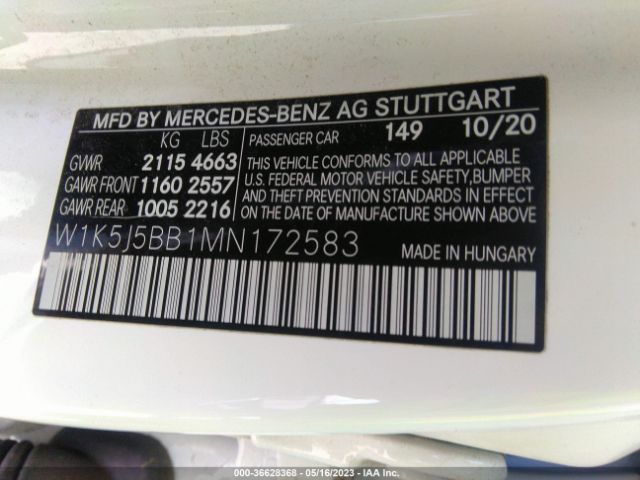 MFD BY MERCEDES-BENZ AG STUTTGART
KG LBS PASSENGER CAR 149 10/20
GVWR 2115 4663 THIS VEHICLE CONFORMS TO ALL APPLICABLE
GAWR FRONT 1160 2557 U.S. FEDERAL MOTOR VEHICLE SAFETY, BUMPER
GAWR REAR 1005 2216 AND THEFT PREVENTION STANDARDS IN EFFECT
ON THE DATE OF MANUFACTURE SHOWN ABOVE.
W1K5J5BB1MN172583 MADE IN HUNGARY
000-36628368 - 05/16/2023 - IAA Inc.